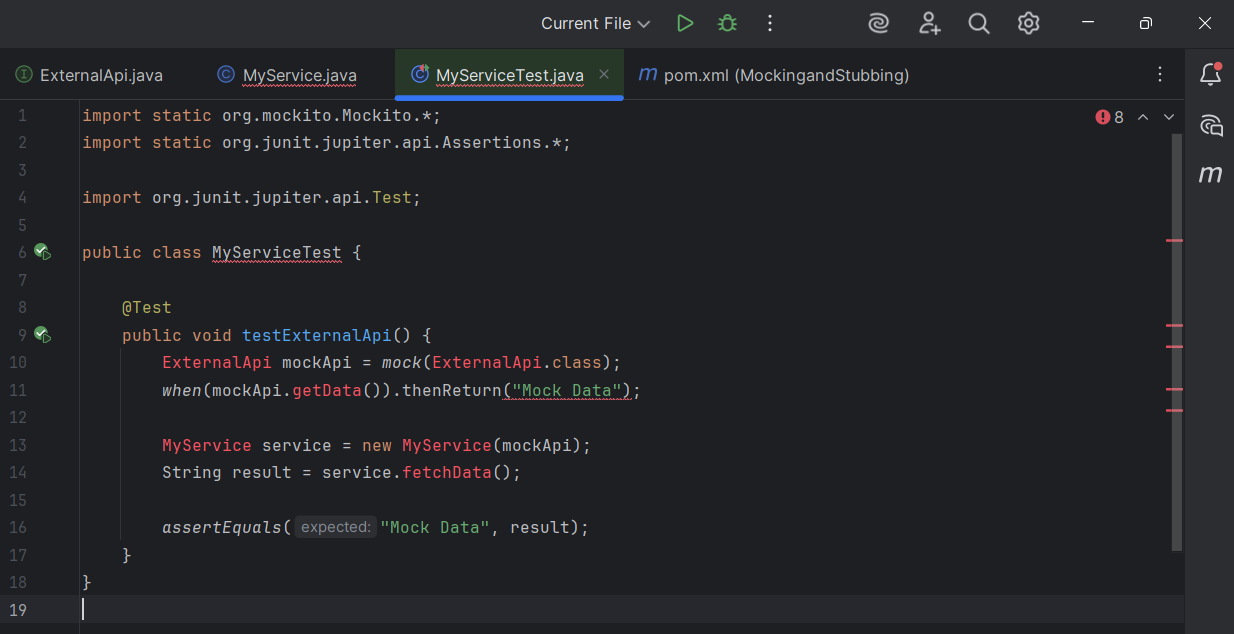 Current File
ExternalApi.java
MyService.java
MyServiceTest.java
pom.xml (MockingandStubbing)
8
1 import static org.mockito.Mockito.*;
2 import static org.junit.jupiter.api.Assertions.*;
3
4 import org.junit.jupiter.api.Test;
5
6 public class MyServiceTest {
7
8 @Test
9 public void testExternalApi() {
10 ExternalApi mockApi = mock(ExternalApi.class);
11 when(mockApi.getData()).thenReturn("Mock Data");
12
13 MyService service = new MyService(mockApi);
14 String result = service.fetchData();
15
16 assertEquals( expected: "Mock Data", result);
17 }
18 }
19